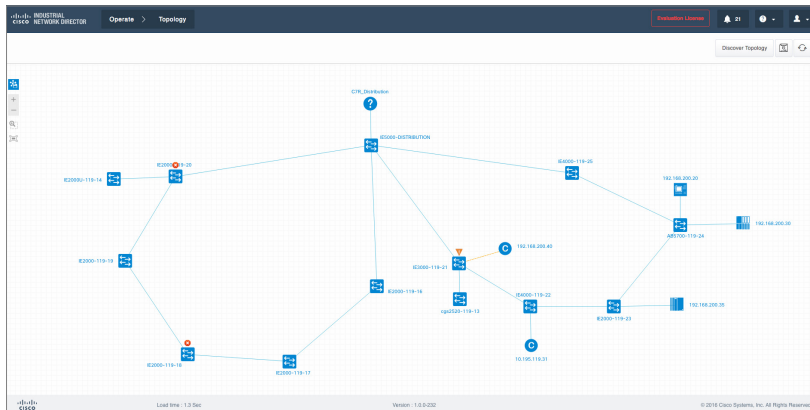 CISCO INDUSTRIAL NETWORK DIRECTOR
Operate > Topology
Evaluation License
21
Discover Topology
C7R_Distribution
IE5000-DISTRIBUTION
IE2000U-119-14
IE4000-119-25
192.168.200.20
192.168.200.30
192.168.200.40
IE2000-119-19
IE3000-119-21
IE2000-119-16
IE4000-119-22
cgs2520-119-13
IE2000-119-23
192.168.200.35
10.195.119.31
IE2000-119-17
CISCO
Load time : 1.3 Sec
Version : 1.0.0-232
© 2016 Cisco Systems, Inc. All Rights Reserved